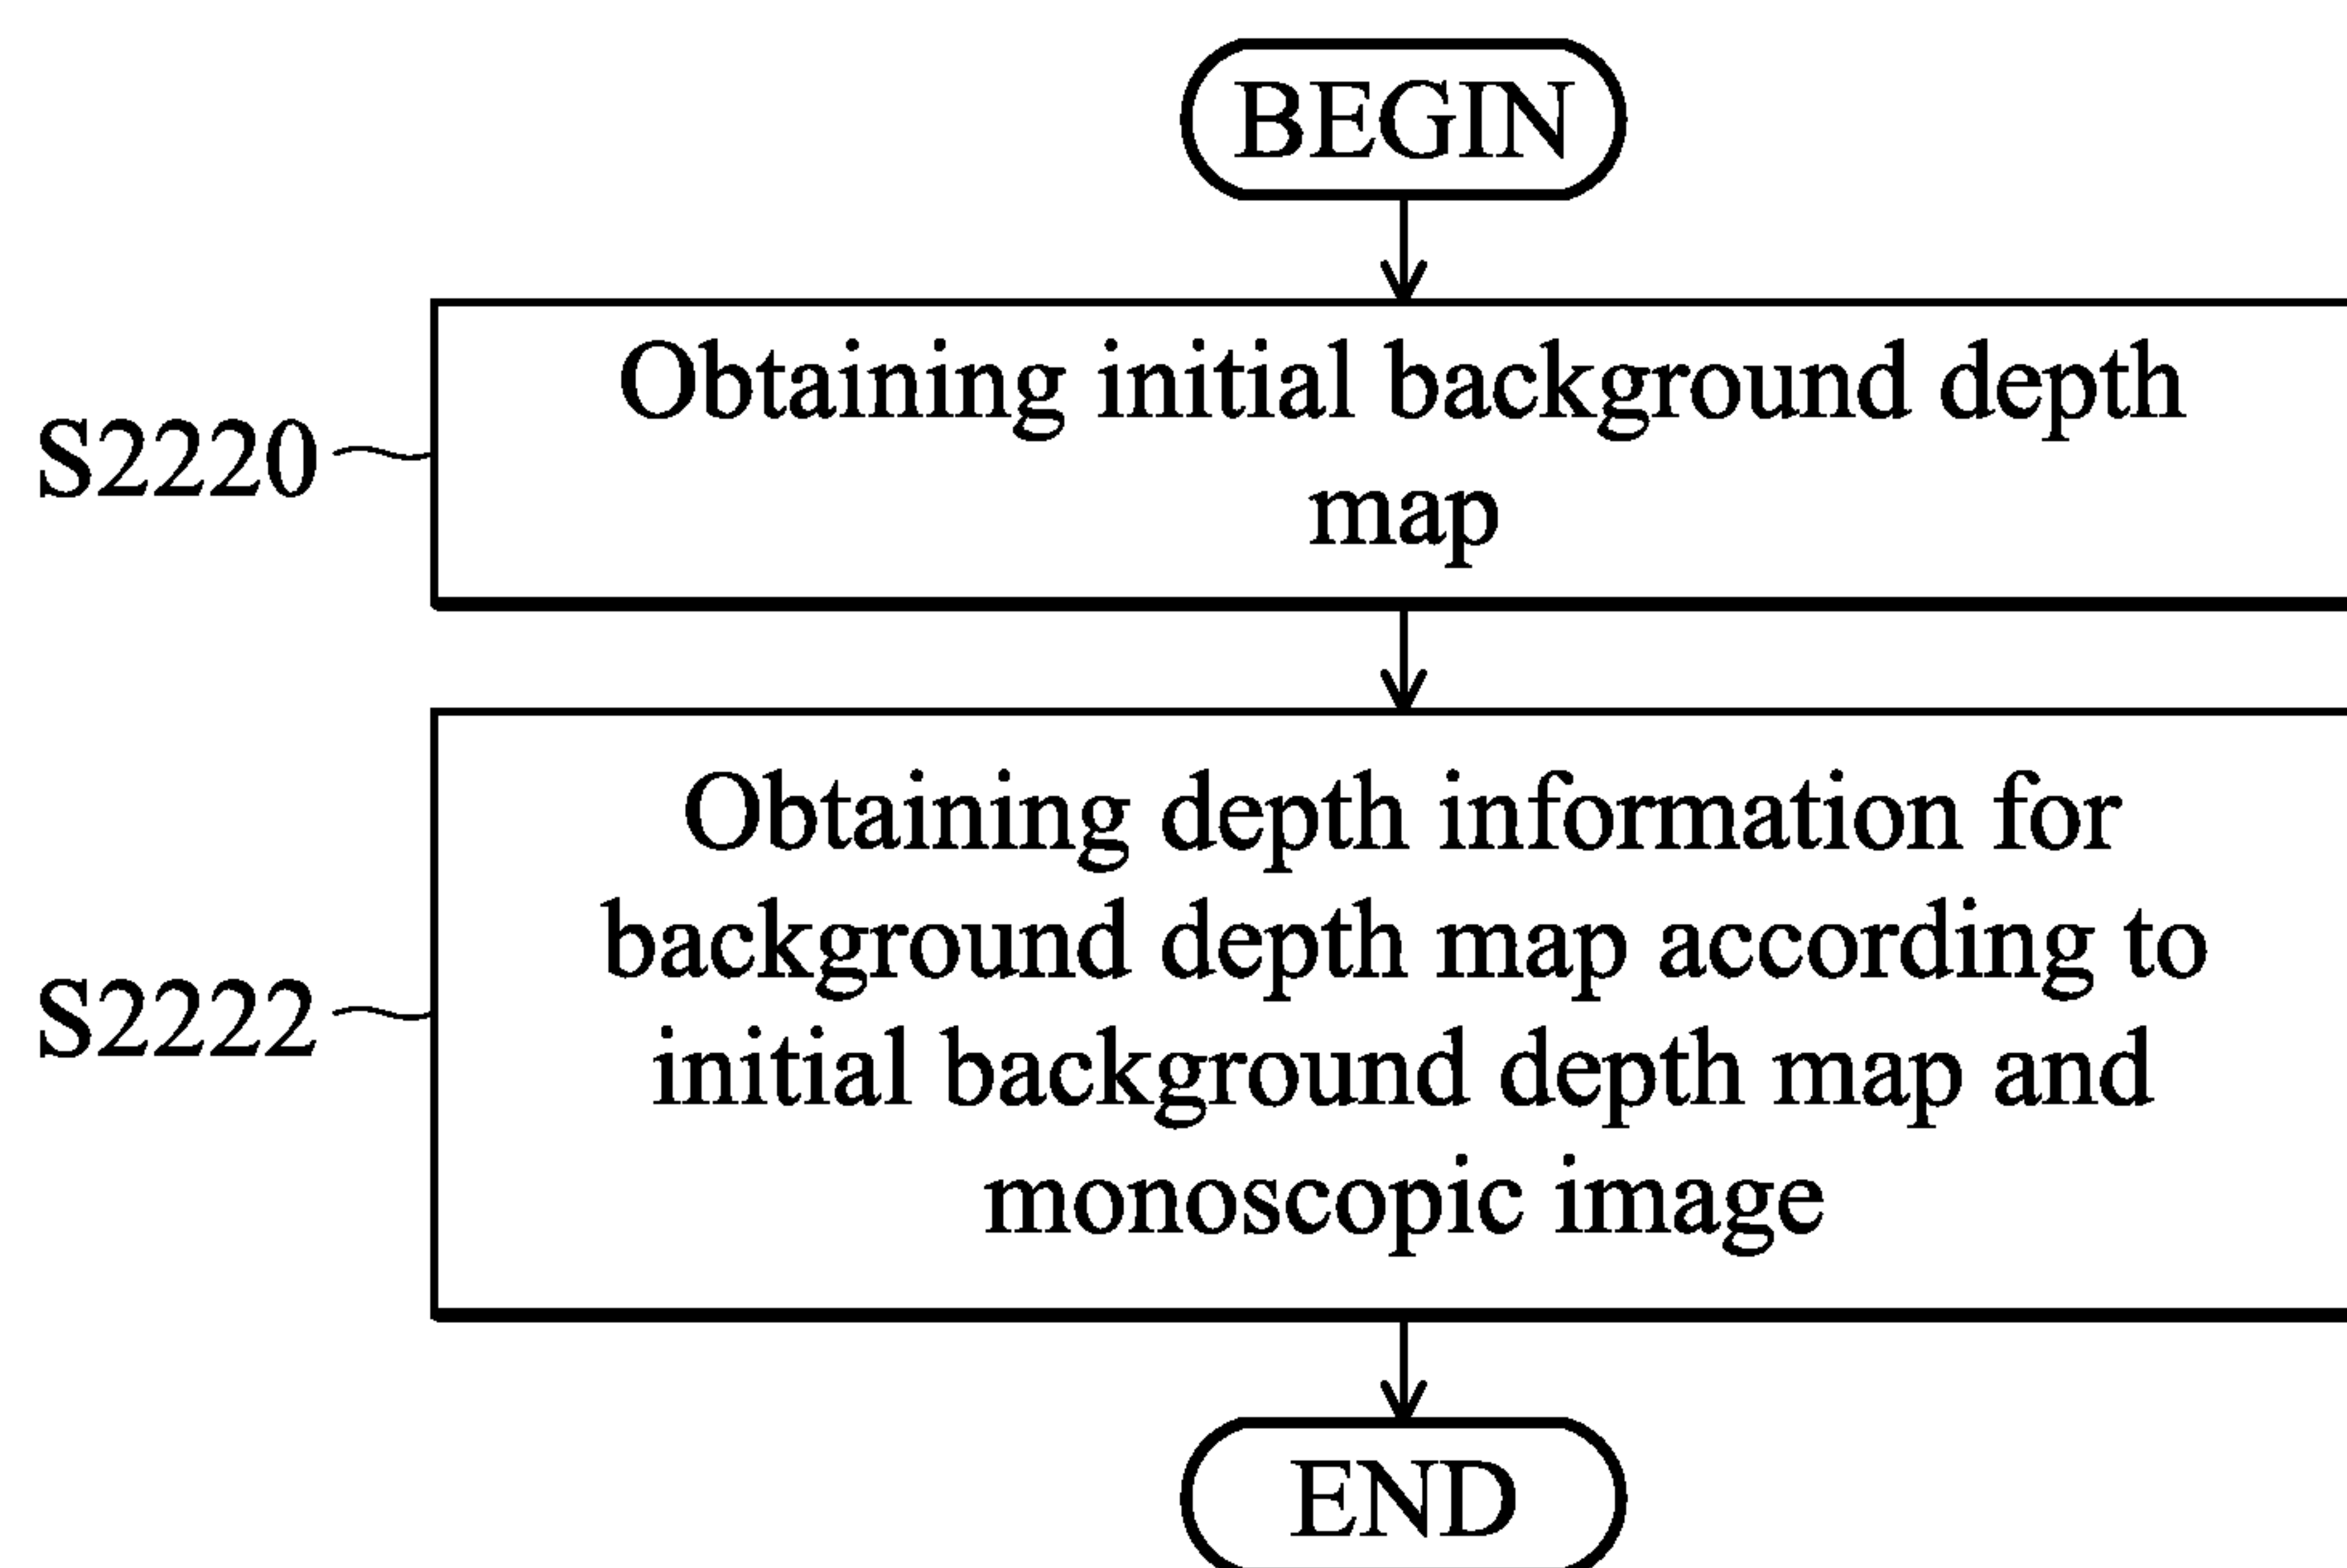 BEGIN
Obtaining initial background depth
map
S2220
Obtaining depth information for
background depth map according to
initial background depth map and
monoscopic image
S2222
END